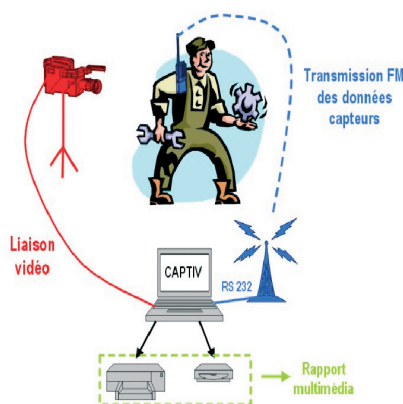 Transmission FM
des données
capteurs
Liaison
vidéo
CAPTIV
RS 232
Rapport
multimédia